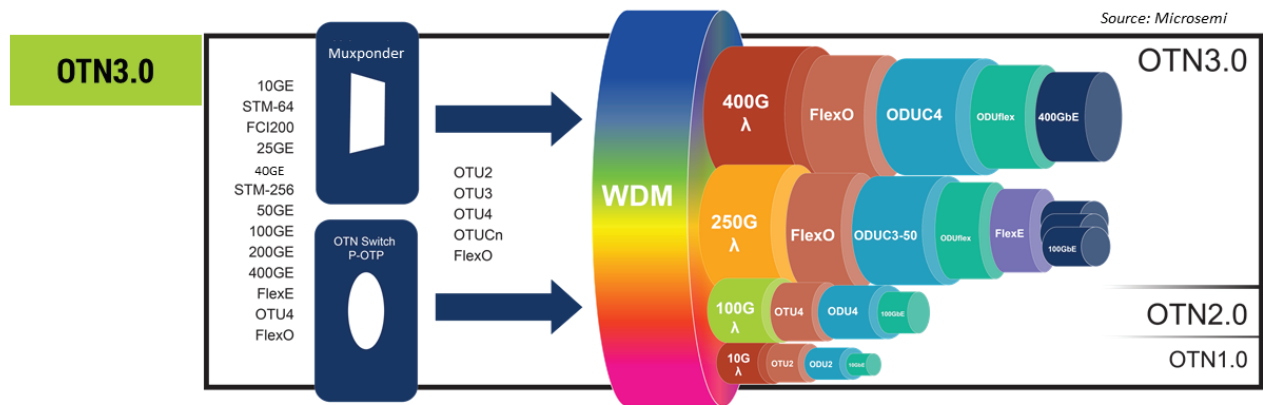 Source: Microsemi
OTN3.0
10GE
STM-64
FCI200
25GE
40GE
STM-256
50GE
100GE
200GE
400GE
FlexE
OTU4
FlexO
Muxponder
OTN Switch
P-OTP
OTU2
OTU3
OTU4
OTUCn
FlexO
WDM
400G
λ
FlexO
ODUC4
ODUflex
400GbE
OTN3.0
250G
λ
FlexO
ODUC3-50
ODUflex
FlexE
100GbE
100G
λ
OTU4
ODU4
100GbE
OTN2.0
10G
λ
OTU2
ODU2
10GbE
OTN1.0